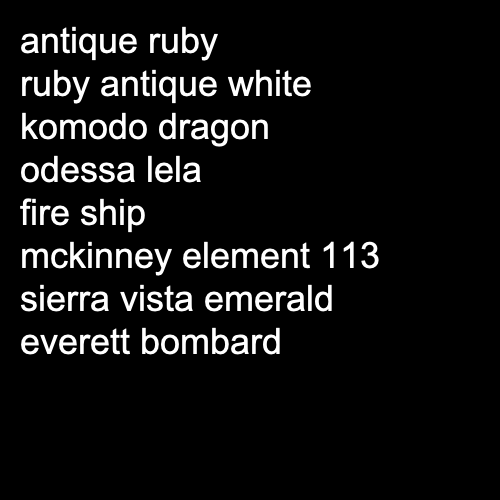 antique ruby
ruby antique white
komodo dragon
odessa lela
fire ship
mckinney element 113
sierra vista emerald
everett bombard